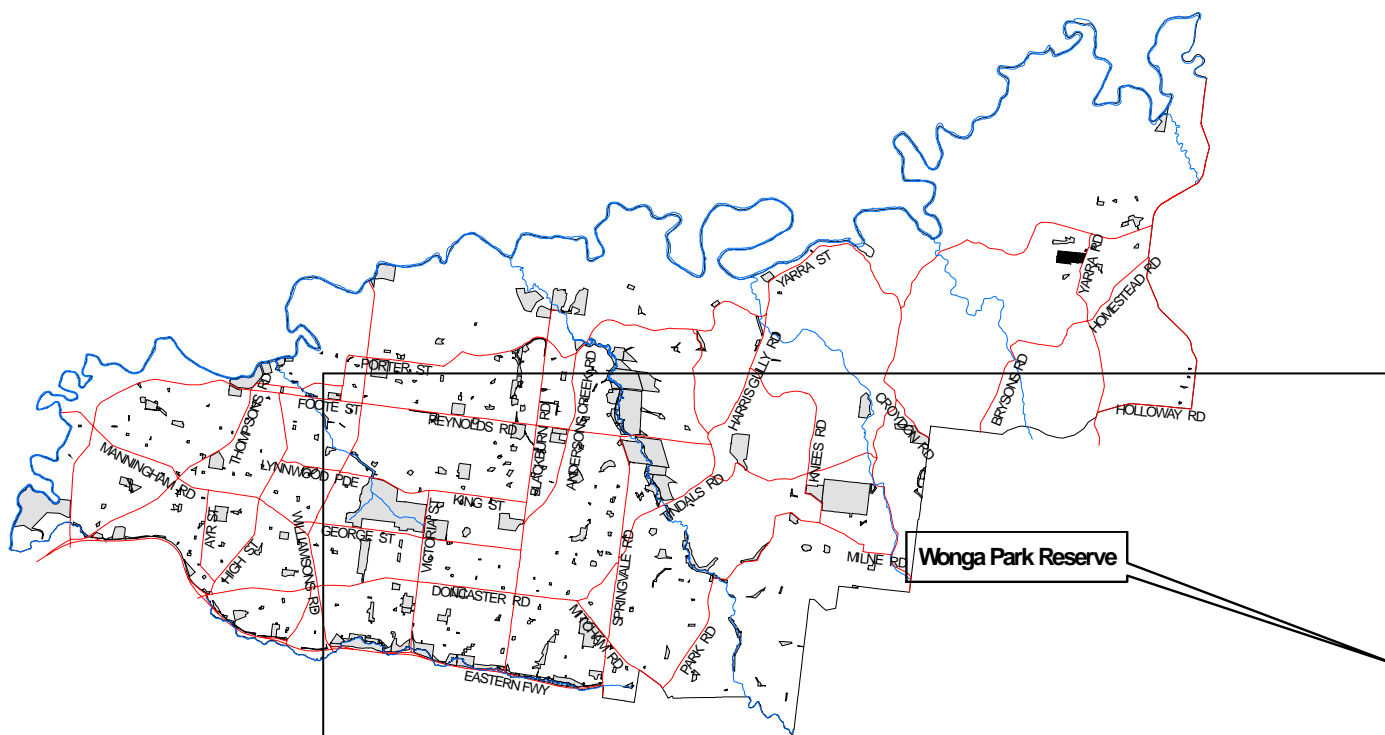 YARRA ST
YARRA RD
HOMESTEAD RD
PORTER ST
THOMPSONS RD
FOOTE ST
REYNOLDS RD
BLACKBURN RD
ANDERSONS CREEK RD
HARRIS GULLY RD
CROYDON RD
BRYSONS RD
HOLLOWAY RD
MANNINGHAM RD
LYNNWOOD PDE
KING ST
TINDALS RD
KNEES RD
AYR ST
HIGH ST
WILLIAMSONS RD
GEORGE ST
VICTORIA ST
SPRINGVALE RD
MILNE RD
Wonga Park Reserve
DONCASTER RD
MITCHAM RD
PARK RD
EASTERN FWY